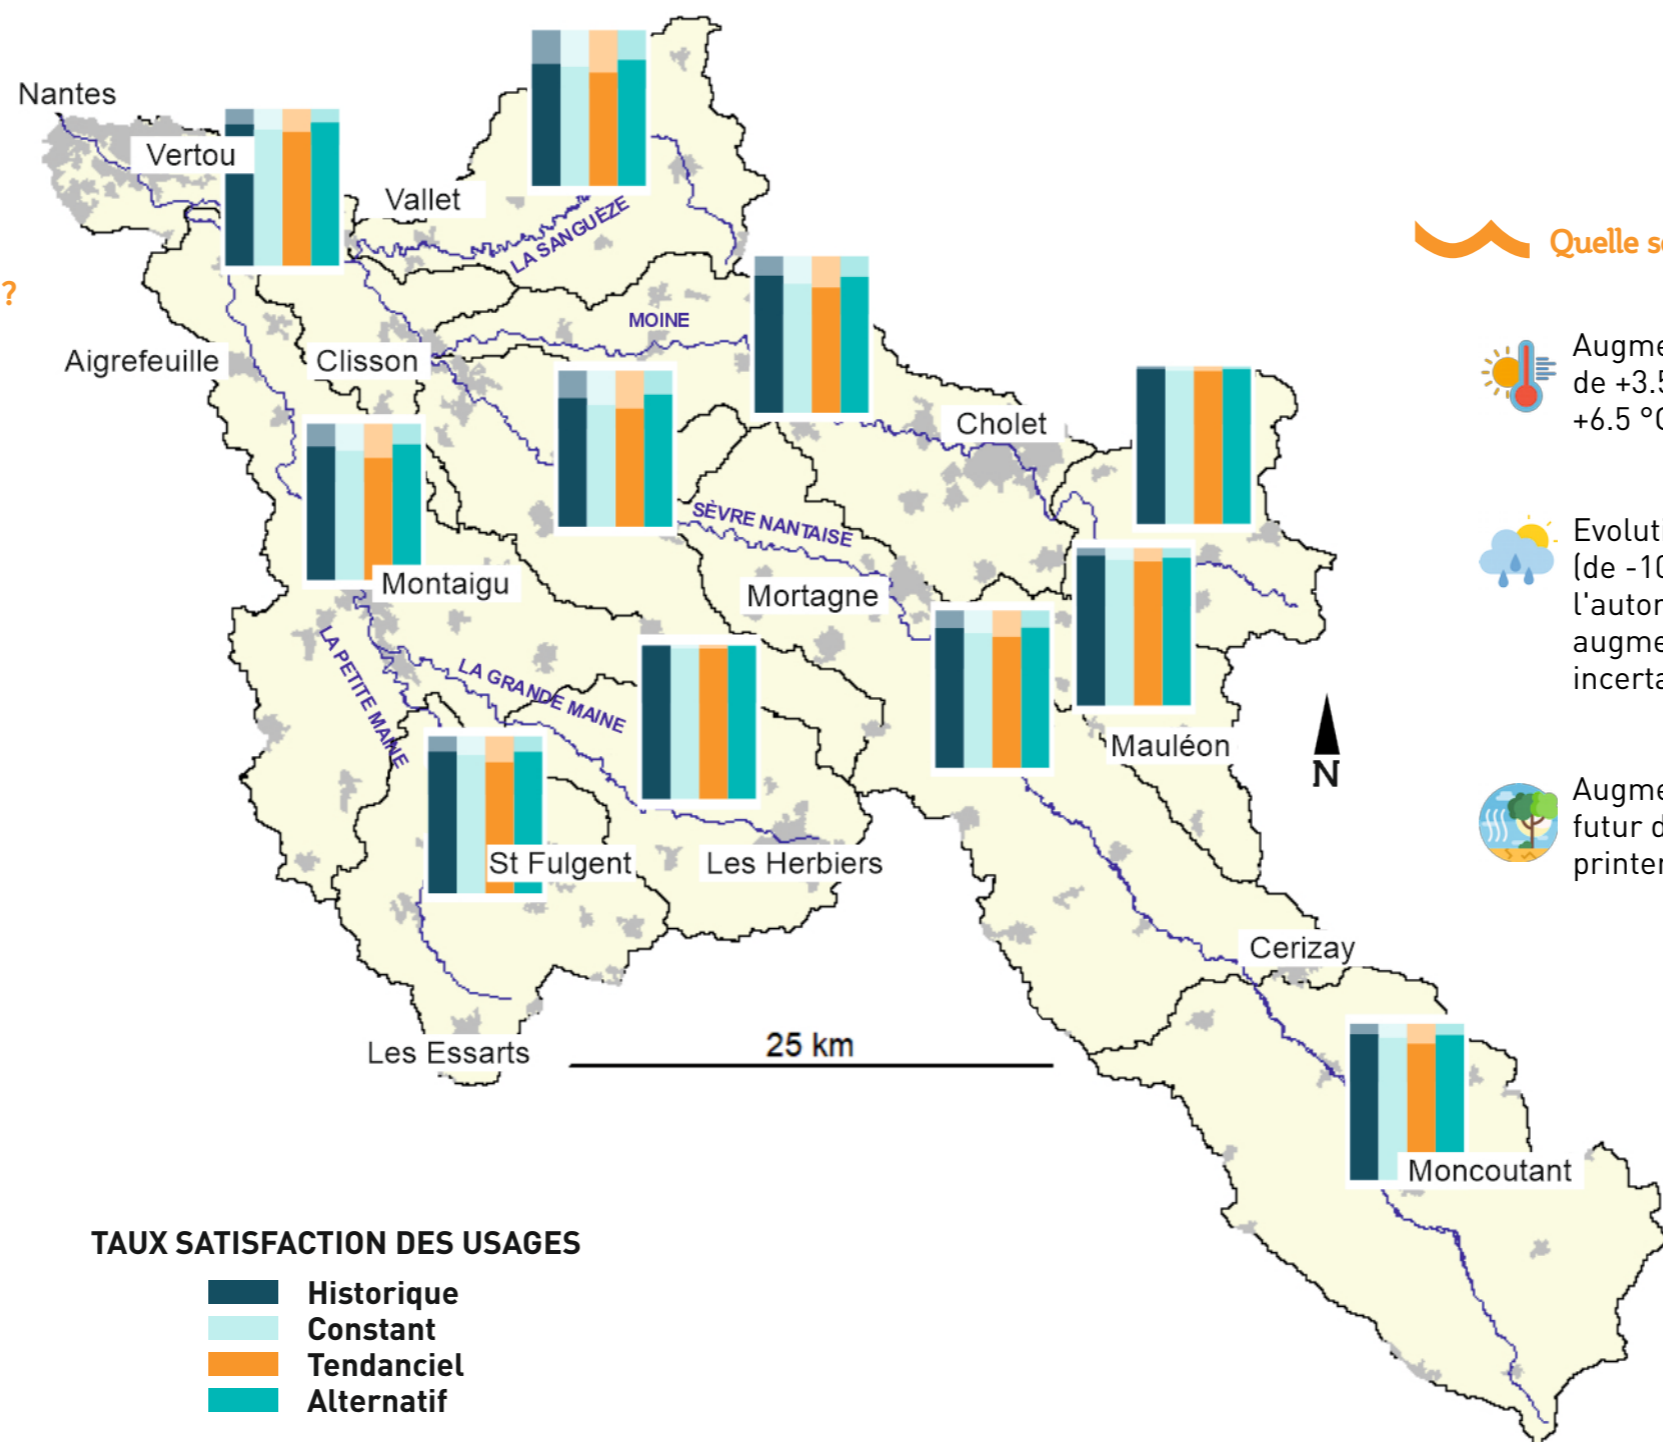 Nantes
Vertou
Vallet
LA SANGUÈZE
?
Quelle s
MOINE
Aigrefeuille
Clisson
Augme
de +3.5
+6.5 °C
Cholet
SÈVRE NANTAISE
Evolut
(de -10
l'autor
augme
incerta
Montaigu
Mortagne
LA PETITE MAINE
LA GRANDE MAINE
Mauléon
N
Augme
futur d
printer
St Fulgent
Les Herbiers
Cerizay
Les Essarts
25 km
Moncoutant
TAUX SATISFACTION DES USAGES
Historique
Constant
Tendanciel
Alternatif